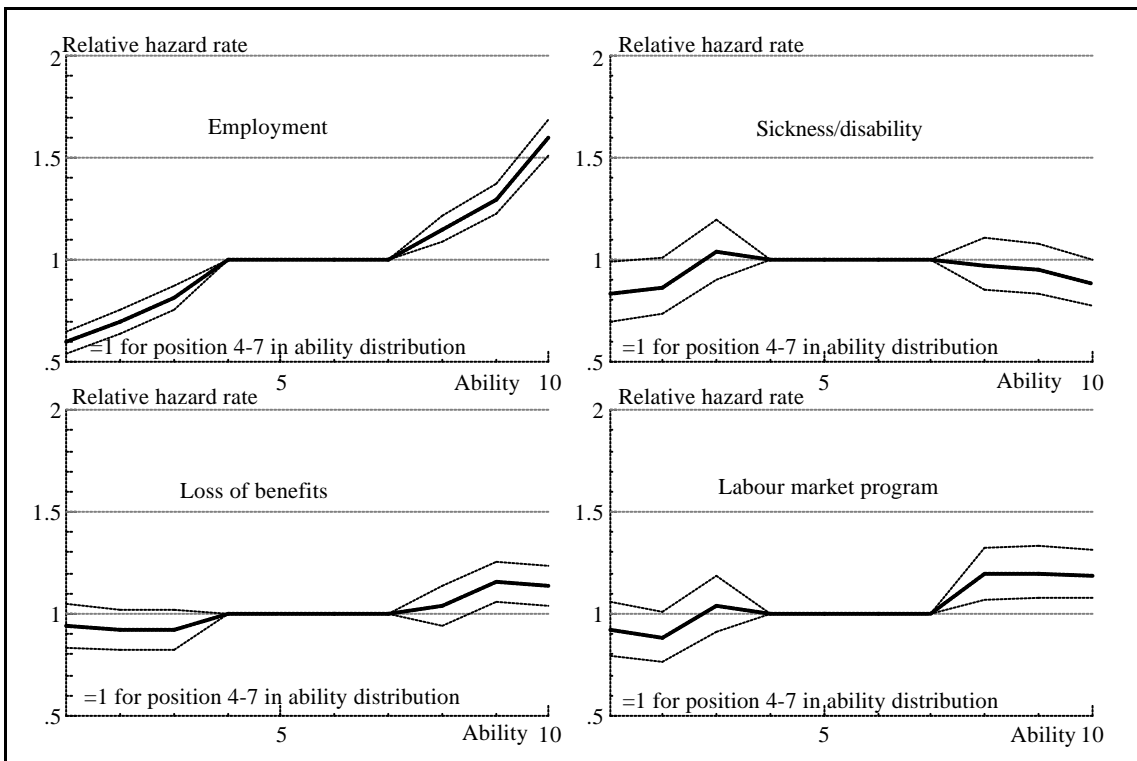 Relative hazard rate
2
Employment
1.5
1
=1 for position 4-7 in ability distribution
.5
5
Ability
10
Relative hazard rate
2
Sickness/disability
1.5
1
=1 for position 4-7 in ability distribution
.5
5
Ability
10
Relative hazard rate
2
Loss of benefits
1.5
1
=1 for position 4-7 in ability distribution
.5
5
Ability
10
Relative hazard rate
2
Labour market program
1.5
1
=1 for position 4-7 in ability distribution
.5
5
Ability
10